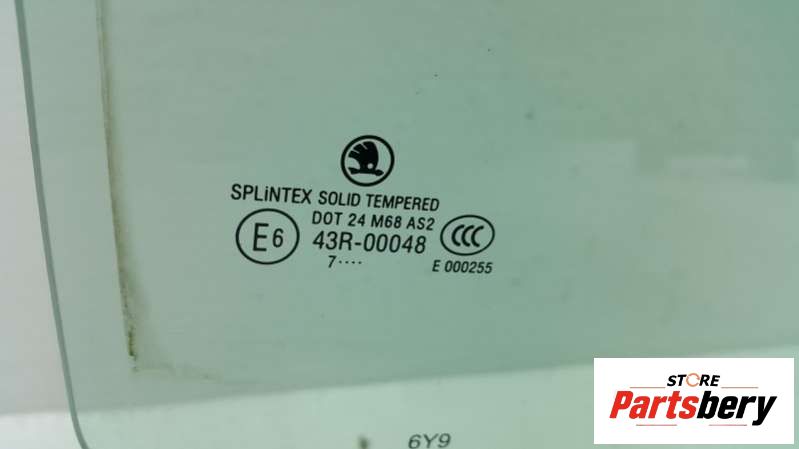 SPLiNTEX SOLID TEMPERED
DOT 24 M68 AS2
E6 43R-00048 CCC
7···· E 000255
6Y9
STORE
Partsbery